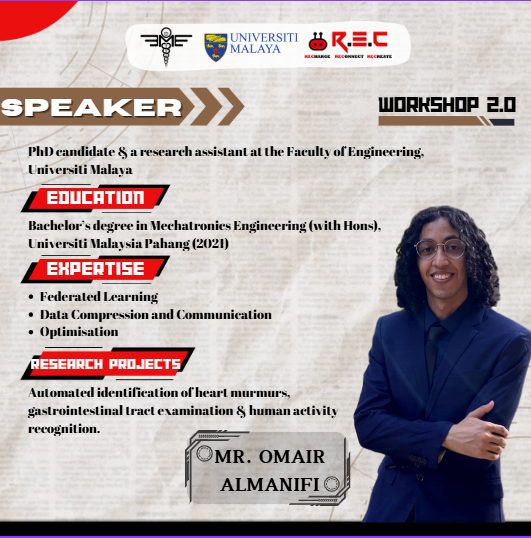 UNIVERSITI
MALAYA
R.E.C
RECHARGE RECONNECT RECREATE
SPEAKER
WORKSHOP 2.0
PhD candidate & a research assistant at the Faculty of Engineering,
Universiti Malaya
EDUCATION
Bachelor's degree in Mechatronics Engineering (with Hons),
Universiti Malaysia Pahang (2021)
EXPERTISE
• Federated Learning
• Data Compression and Communication
• Optimisation
RESEARCH PROJECTS
Automated identification of heart murmurs,
gastrointestinal tract examination & human activity
recognition.
MR. OMAIR
ALMANIFI